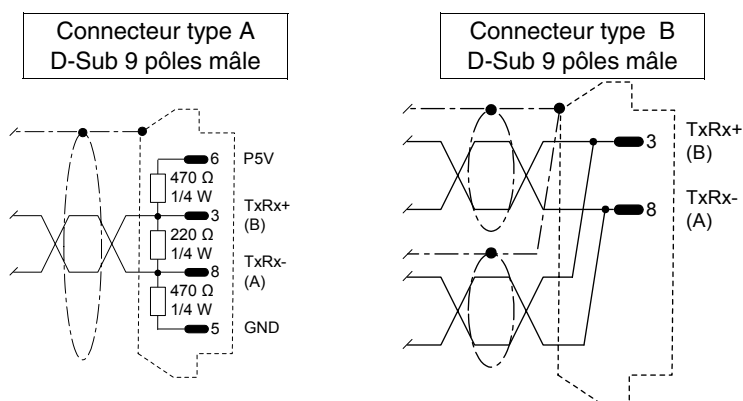 Connecteur type A
D-Sub 9 pôles mâle
6
P5V
470 Ω
1/4 W
3
TxRx+
(B)
220 Ω
1/4 W
8
TxRx-
(A)
470 Ω
1/4 W
5
GND
Connecteur type B
D-Sub 9 pôles mâle
3
TxRx+
(B)
8
TxRx-
(A)